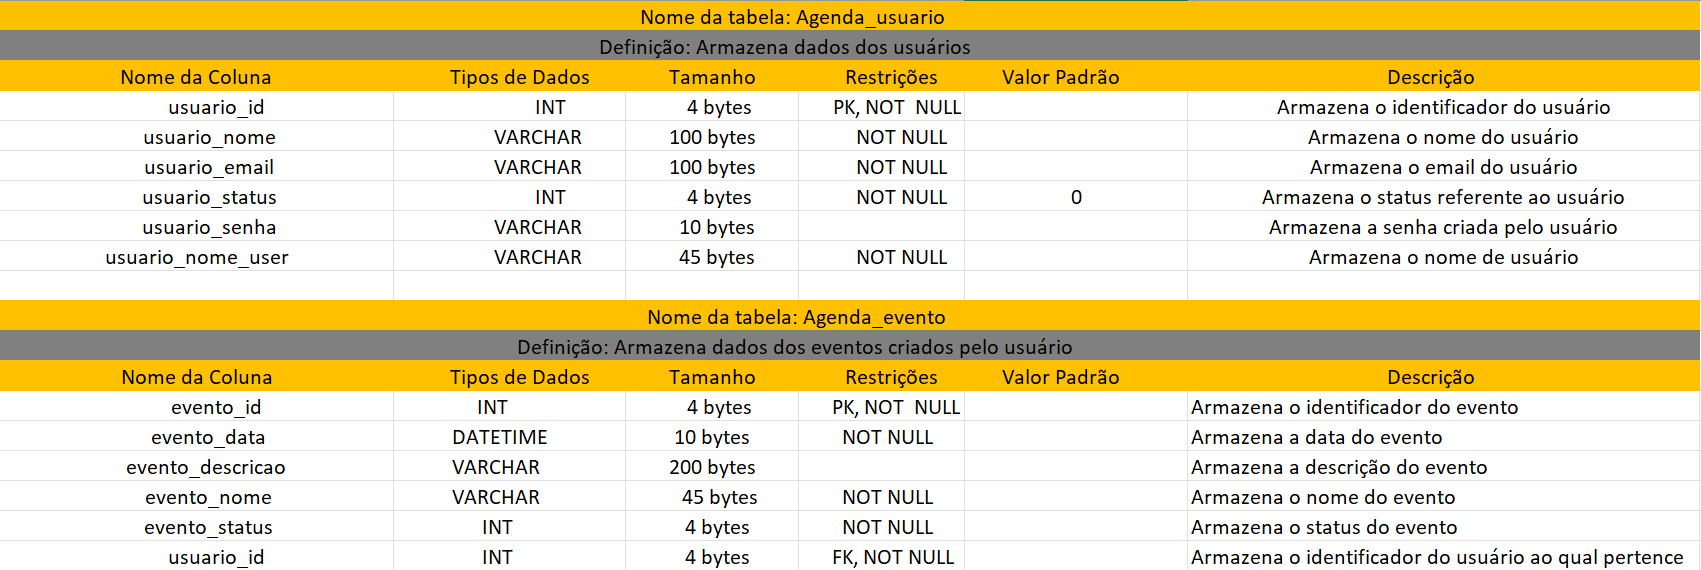 Nome da tabela: Agenda_usuario
Definição: Armazena dados dos usuários
Nome da Coluna Tipos de Dados Tamanho Restrições Valor Padrão Descrição
usuario_id INT 4 bytes PK, NOT  NULL Armazena o identificador do usuário
usuario_nome VARCHAR 100 bytes NOT NULL Armazena o nome do usuário
usuario_email VARCHAR 100 bytes NOT NULL Armazena o email do usuário
usuario_status INT 4 bytes NOT NULL 0 Armazena o status referente ao usuário
usuario_senha VARCHAR 10 bytes Armazena a senha criada pelo usuário
usuario_nome_user VARCHAR 45 bytes NOT NULL Armazena o nome de usuário
Nome da tabela: Agenda_evento
Definição: Armazena dados dos eventos criados pelo usuário
Nome da Coluna Tipos de Dados Tamanho Restrições Valor Padrão Descrição
evento_id INT 4 bytes PK, NOT  NULL Armazena o identificador do evento
evento_data DATETIME 10 bytes NOT NULL Armazena a data do evento
evento_descricao VARCHAR 200 bytes Armazena a descrição do evento
evento_nome VARCHAR 45 bytes NOT NULL Armazena o nome do evento
evento_status INT 4 bytes NOT NULL Armazena o status do evento
usuario_id INT 4 bytes FK, NOT NULL Armazena o identificador do usuário ao qual pertence